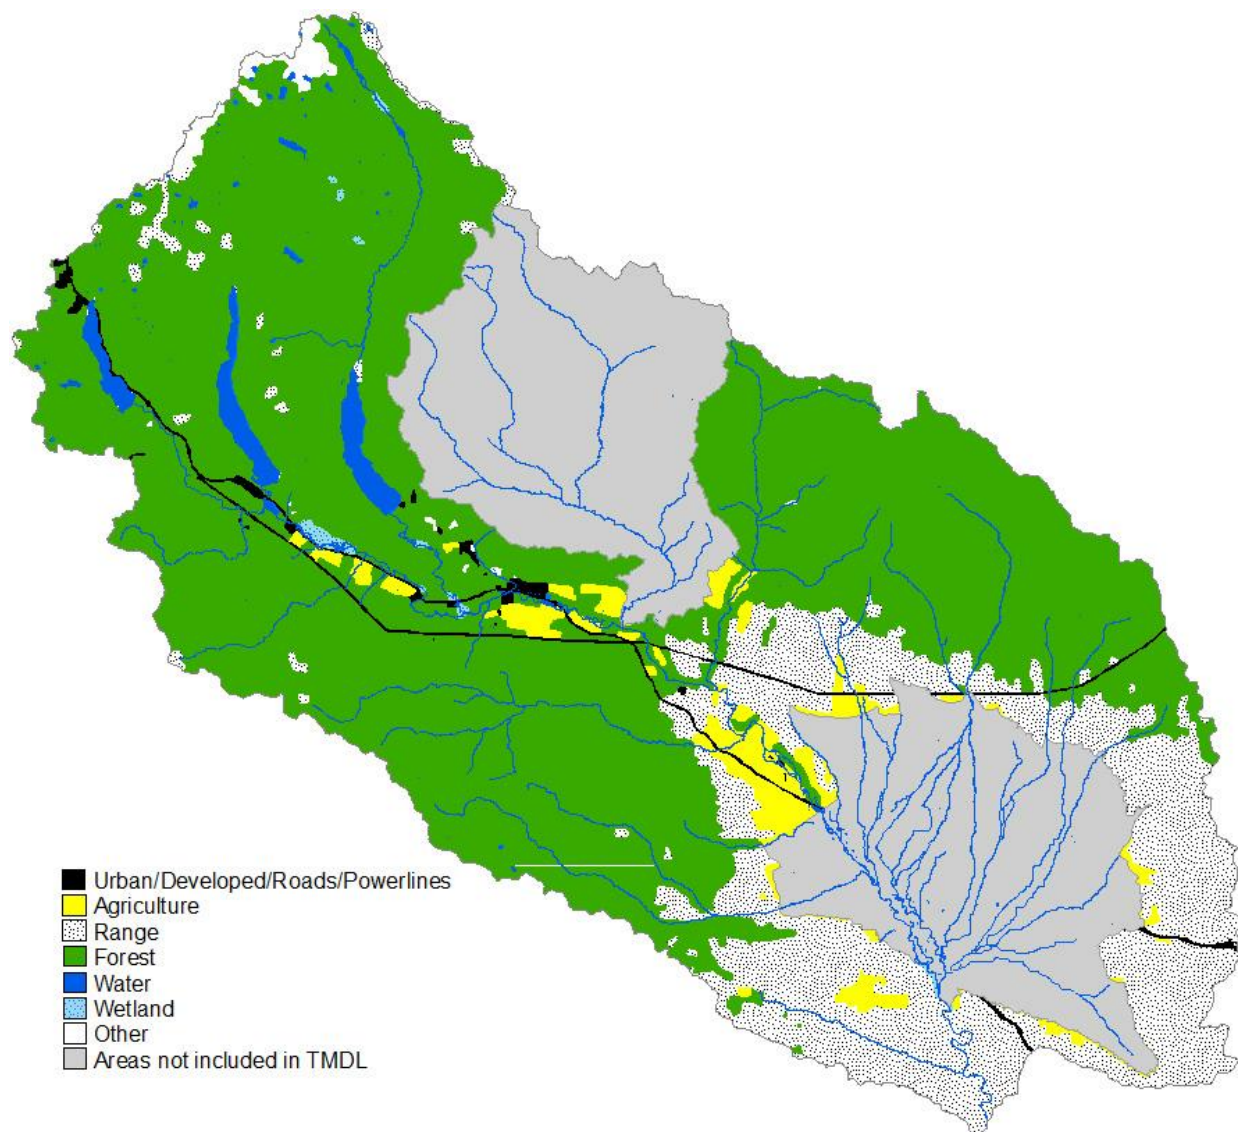 Urban/Developed/Roads/Powerlines
Agriculture
Range
Forest
Water
Wetland
Other
Areas not included in TMDL